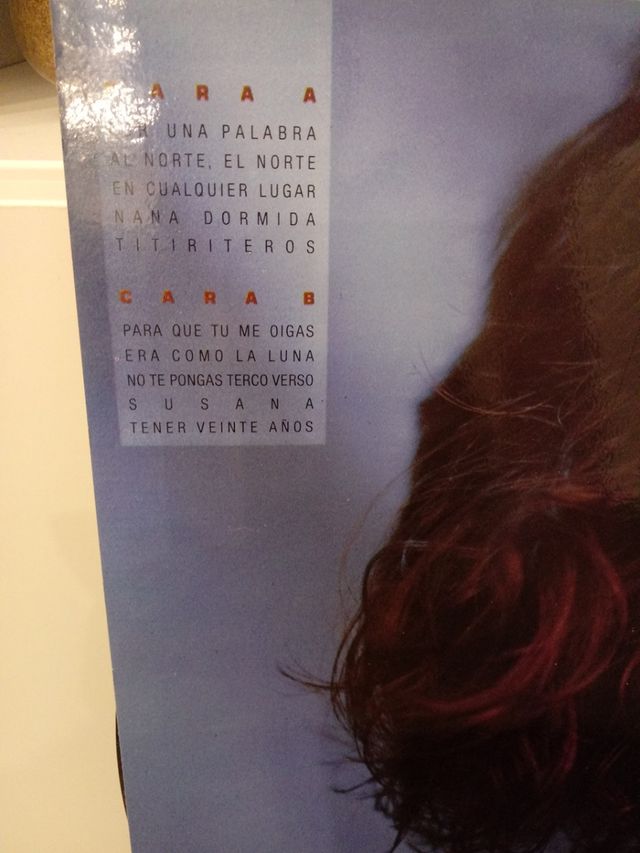 CARA A
UNA PALABRA
AL NORTE, EL NORTE
EN CUALQUIER LUGAR
NANA DORMIDA
TITIRITEROS
CARA B
PARA QUE TU ME OIGAS
ERA COMO LA LUNA
NO TE PONGAS TERCO VERSO
SUSANA
TENER VEINTE AÑOS